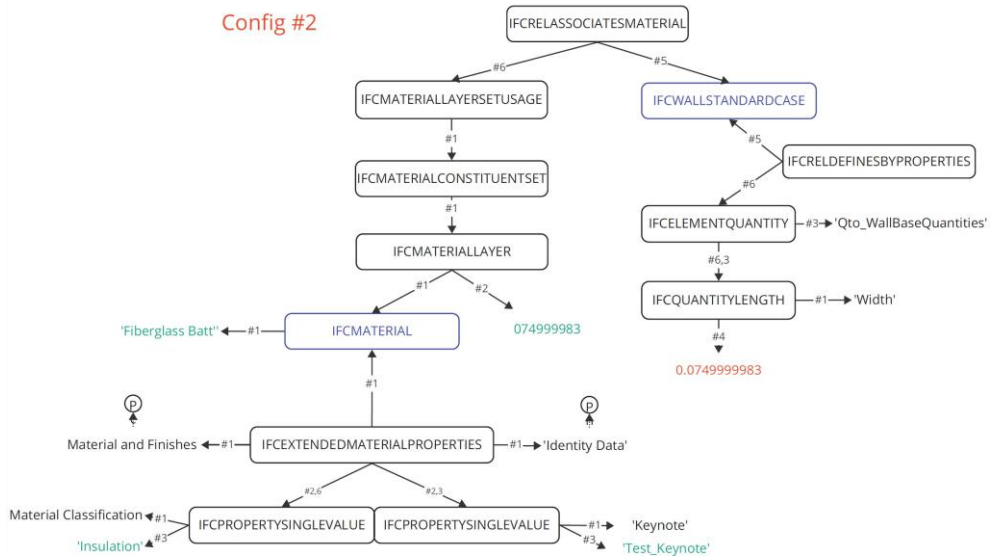 Config #2
IFCRELASSOCIATESMATERIAL
#6
#5
IFCMATERIALLAYERSETUSAGE
IFCWALLSTANDARDCASE
#1
#5
IFCRELDEFINESBYPROPERTIES
IFCMATERIALCONSTITUENTSET
#6
#1
IFCELEMENTQUANTITY
#3
'Qto_WallBaseQuantities'
IFCMATERIALLAYER
#6,3
#1
#2
IFCQUANTITYLENGTH
#1
'Width'
'Fiberglass Batt''
#1
IFCMATERIAL
074999983
#4
0.0749999983
#1
P
P
Material and Finishes
#1
IFCEXTENDEDMATERIALPROPERTIES
#1
'Identity Data'
#2,6
#2,3
Material Classification
#1
IFCPROPERTYSINGLEVALUE
IFCPROPERTYSINGLEVALUE
#1
'Keynote'
#3
'Insulation'
#3
'Test_Keynote'